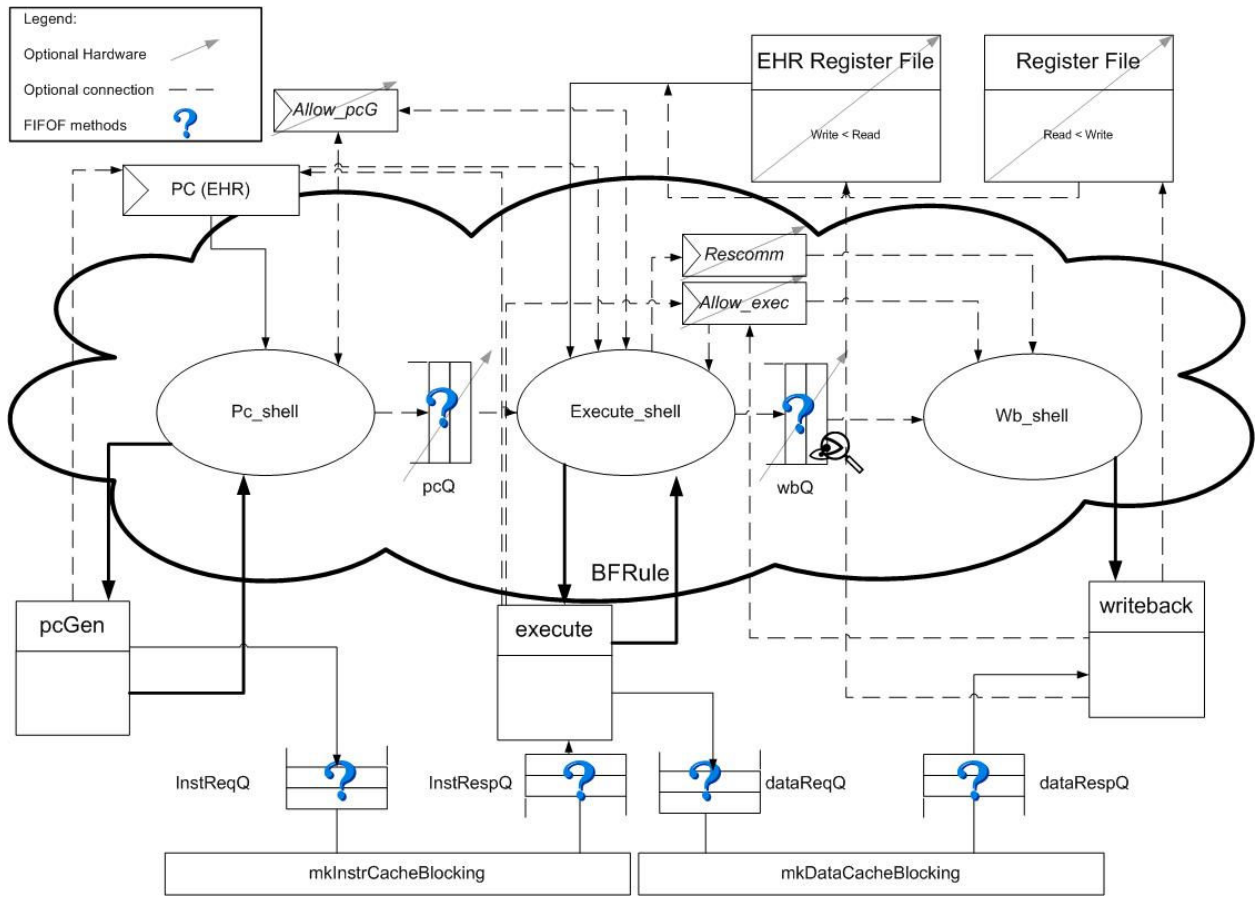 Legend:
Optional Hardware
Optional connection
FIFOF methods
?
Allow_pcG
EHR Register File
Write < Read
Register File
Read < Write
PC (EHR)
Rescomm
Allow_exec
Pc_shell
?
pcQ
Execute_shell
?
wbQ
Wb_shell
BFRule
pcGen
execute
writeback
InstReqQ
?
InstRespQ
?
?
dataReqQ
?
dataRespQ
mkInstrCacheBlocking
mkDataCacheBlocking